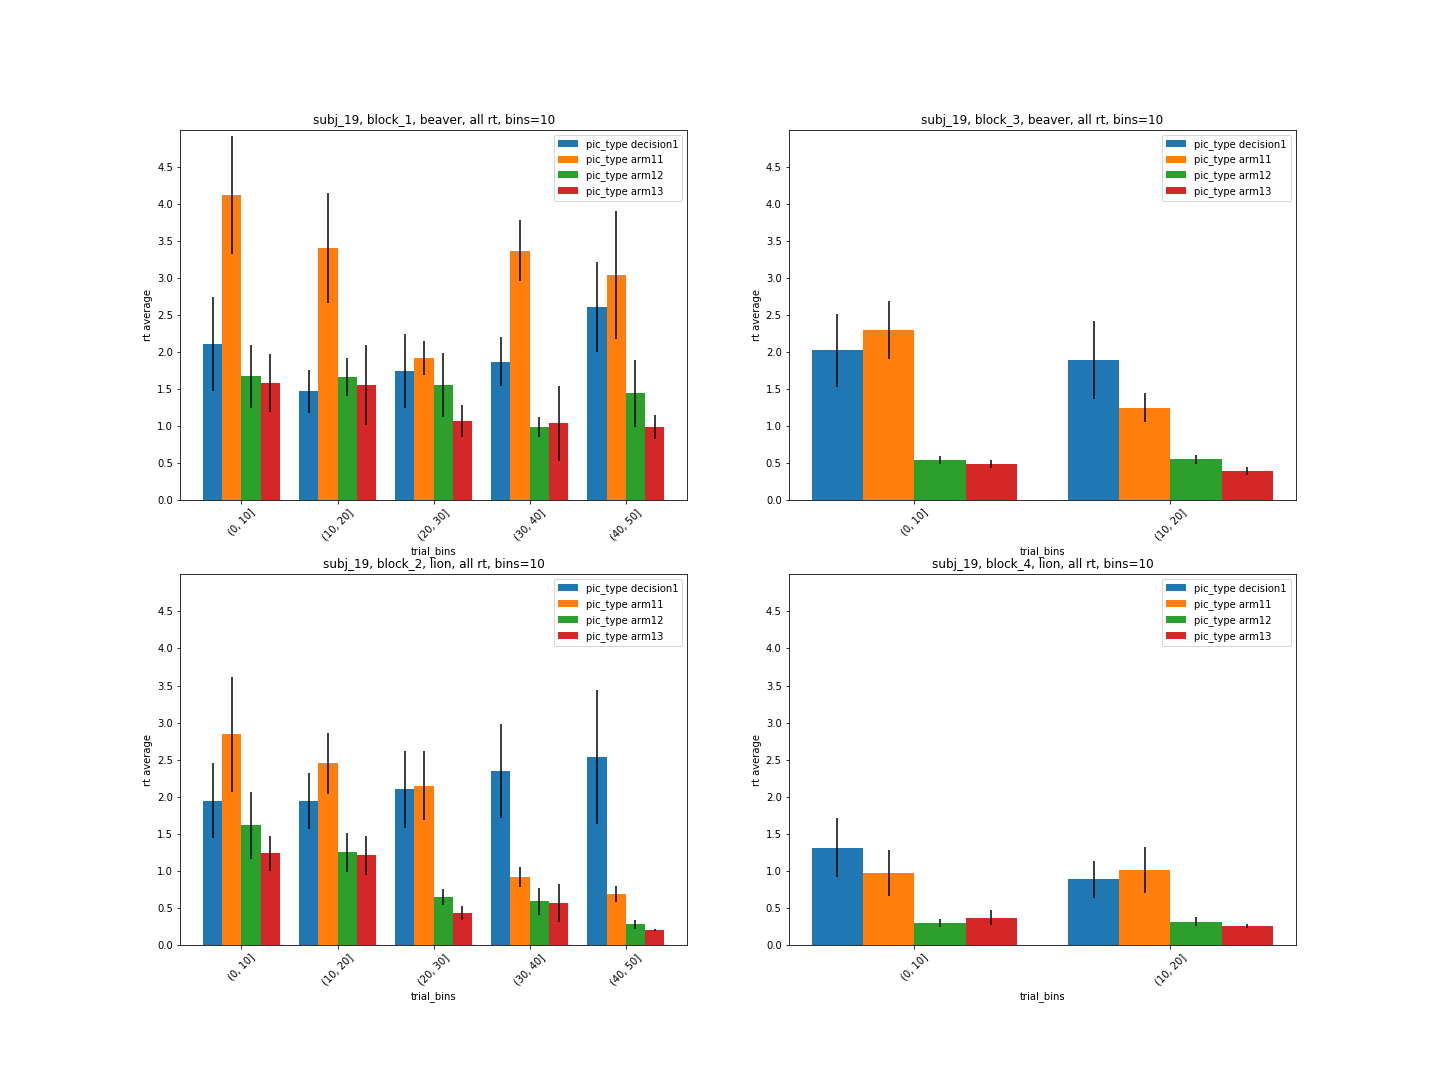 subj_19, block_1, beaver, all rt, bins=10
pic_type decision1
pic_type arm11
pic_type arm12
pic_type arm13
rt average
4.5
4.0
3.5
3.0
2.5
2.0
1.5
1.0
0.5
0.0
(0, 10]
(10, 20]
(20, 30]
(30, 40]
(40, 50]
trial_bins
subj_19, block_3, beaver, all rt, bins=10
pic_type decision1
pic_type arm11
pic_type arm12
pic_type arm13
rt average
4.5
4.0
3.5
3.0
2.5
2.0
1.5
1.0
0.5
0.0
(0, 10]
(10, 20]
trial_bins
subj_19, block_2, lion, all rt, bins=10
pic_type decision1
pic_type arm11
pic_type arm12
pic_type arm13
rt average
4.5
4.0
3.5
3.0
2.5
2.0
1.5
1.0
0.5
0.0
(0, 10]
(10, 20]
(20, 30]
(30, 40]
(40, 50]
trial_bins
subj_19, block_4, lion, all rt, bins=10
pic_type decision1
pic_type arm11
pic_type arm12
pic_type arm13
rt average
4.5
4.0
3.5
3.0
2.5
2.0
1.5
1.0
0.5
0.0
(0, 10]
(10, 20]
trial_bins